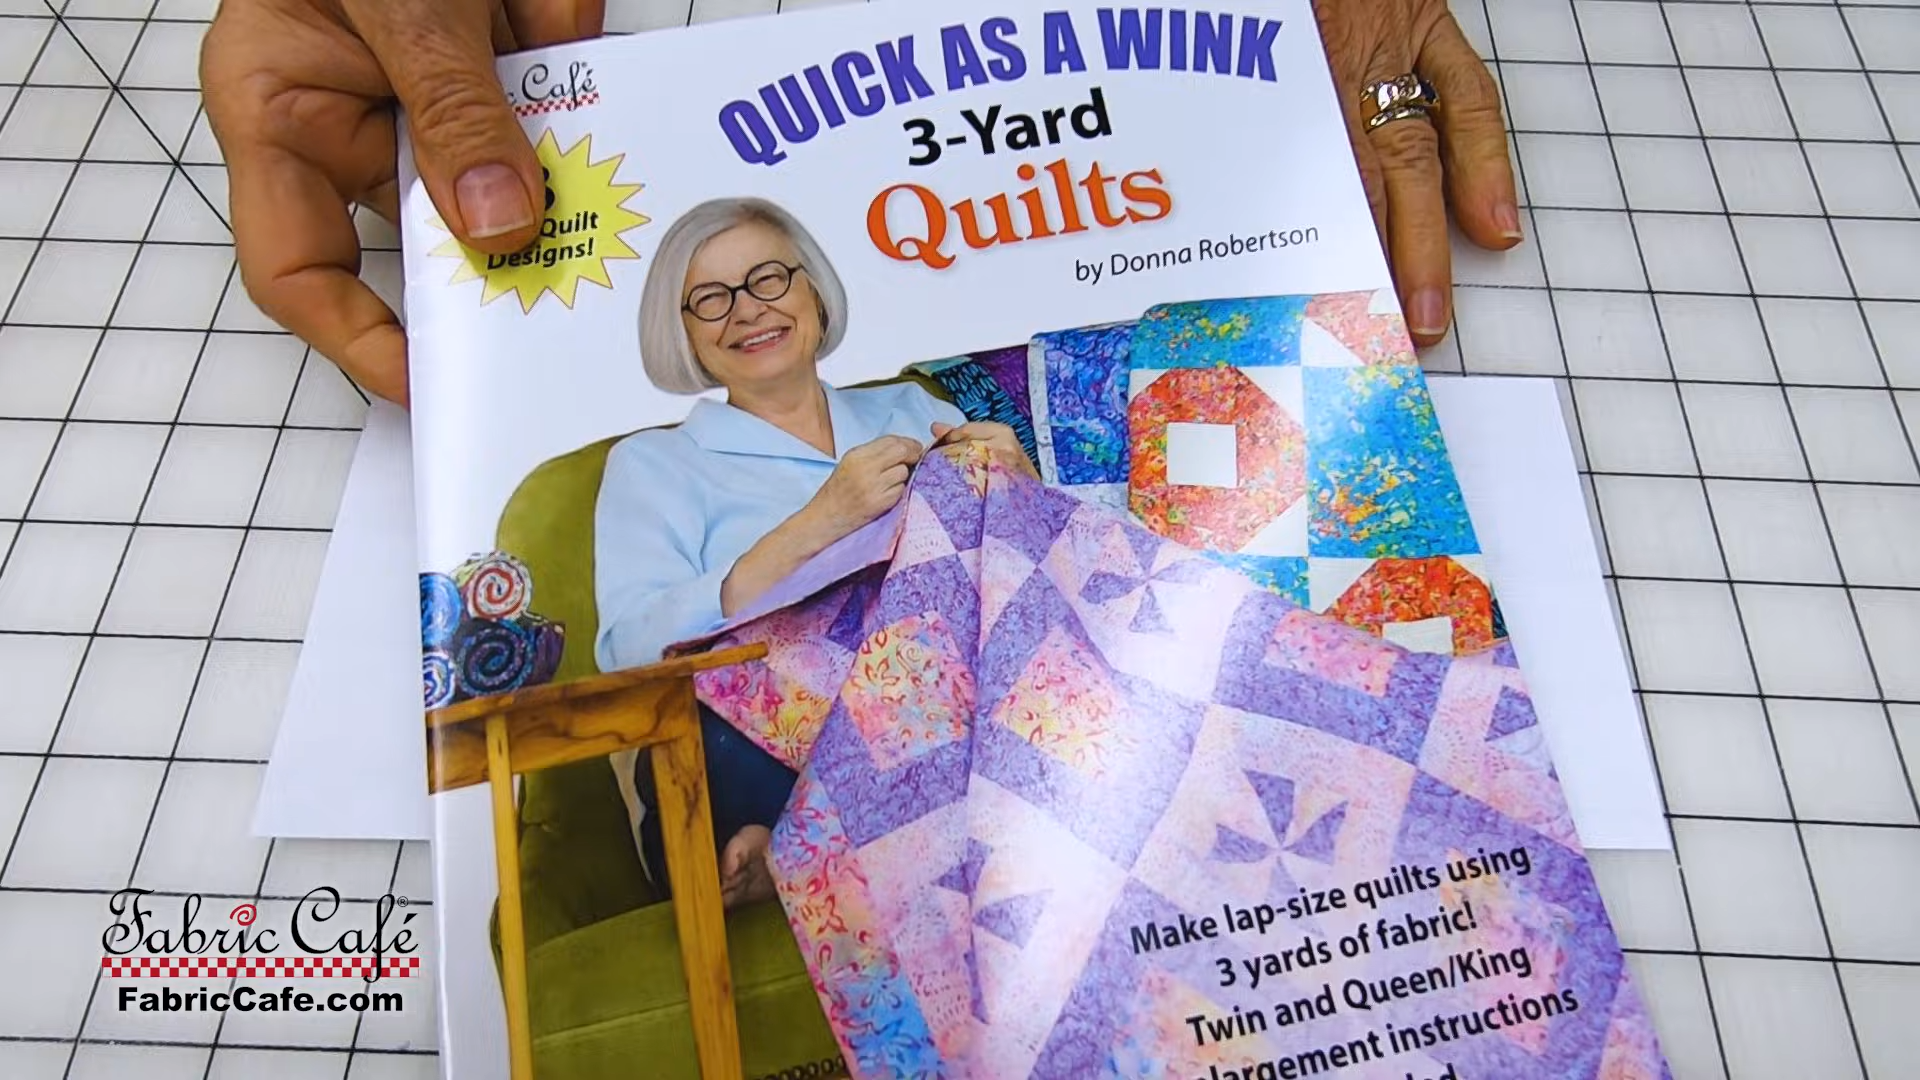 Café
QUICK AS A WINK
3-Yard
Quilts
by Donna Robertson
Quilt
Designs!
Make lap-size quilts using
3 yards of fabric!
Twin and Queen/King
instructions
Fabric Café®
FabricCafe.com